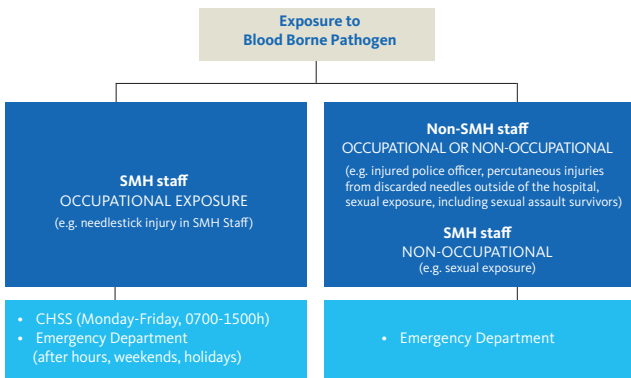 Exposure to
Blood Borne Pathogen
SMH staff
OCCUPATIONAL EXPOSURE
(e.g. needlestick injury in SMH Staff)
Non-SMH staff
OCCUPATIONAL OR NON-OCCUPATIONAL
(e.g. injured police officer, percutaneous injuries
from discarded needles outside of the hospital,
sexual exposure, including sexual assault survivors)
SMH staff
NON-OCCUPATIONAL
(e.g. sexual exposure)
• CHSS (Monday-Friday, 0700-1500h)
• Emergency Department
(after hours, weekends, holidays)
• Emergency Department